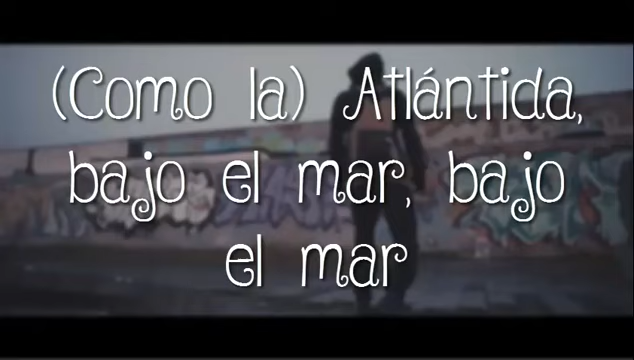 (Como la) Atlántida,
bajo el mar, bajo
el mar